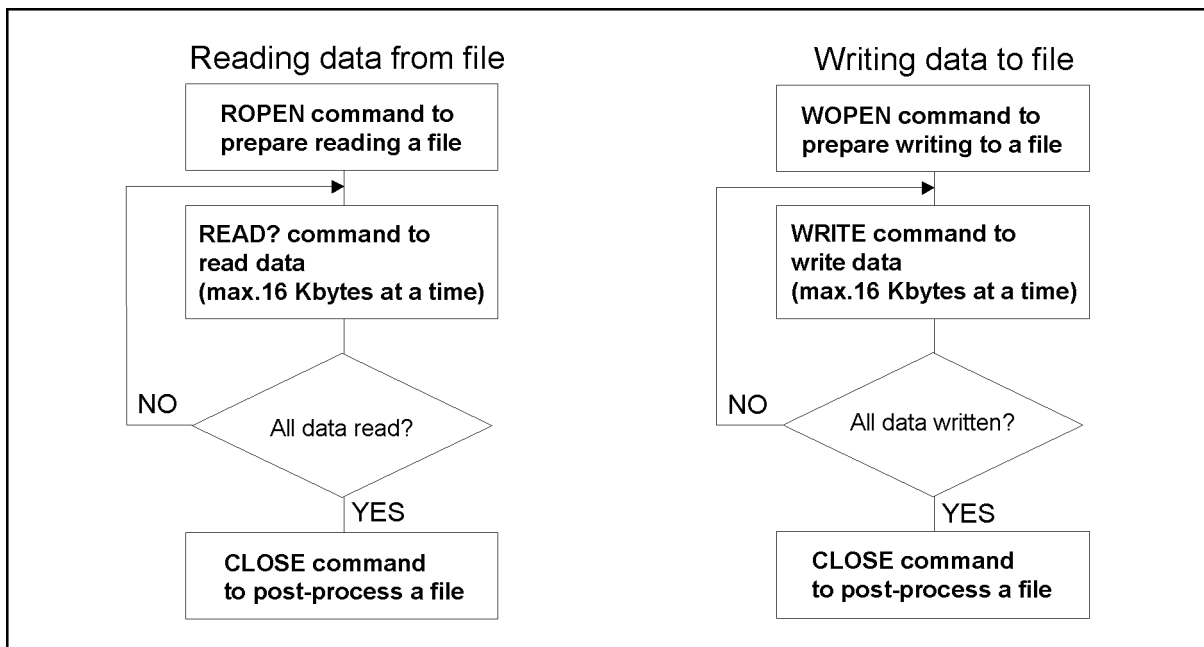 Reading data from file
ROPEN command to
prepare reading a file
READ? command to
read data
(max.16 Kbytes at a time)
NO
All data read?
YES
CLOSE command
to post-process a file
Writing data to file
WOPEN command to
prepare writing to a file
WRITE command to
write data
(max.16 Kbytes at a time)
NO
All data written?
YES
CLOSE command
to post-process a file